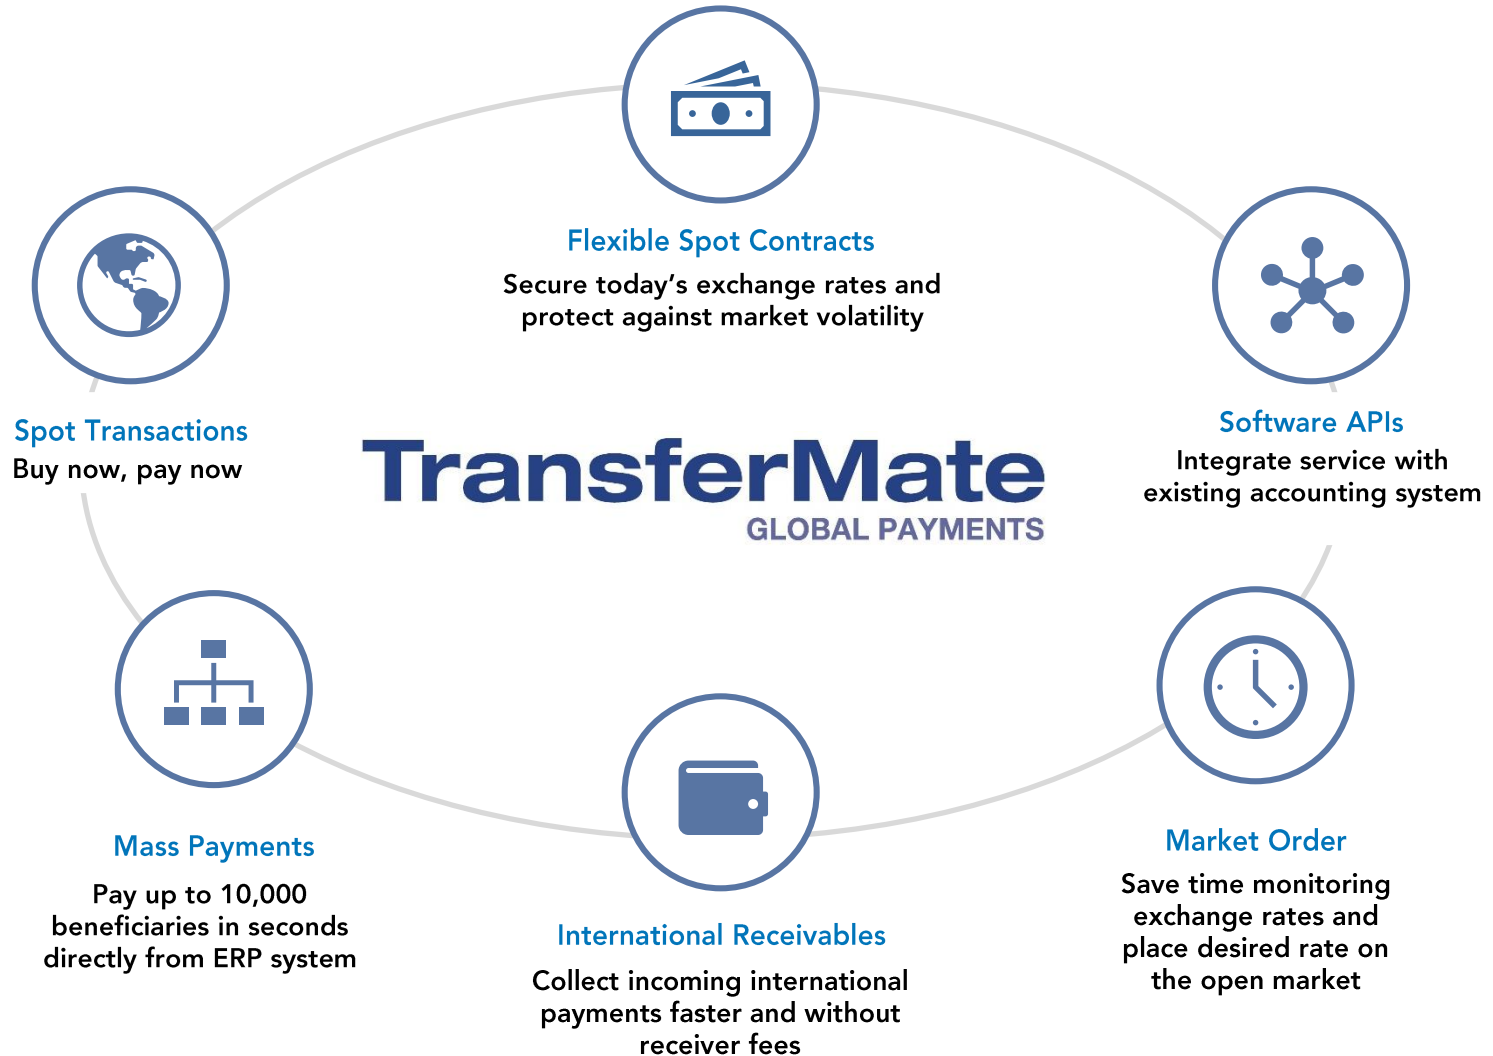 Flexible Spot Contracts
Secure today’s exchange rates and
protect against market volatility
Spot Transactions
Buy now, pay now
Software APIs
Integrate service with
existing accounting system
TransferMate
GLOBAL PAYMENTS
Mass Payments
Pay up to 10,000
beneficiaries in seconds
directly from ERP system
International Receivables
Collect incoming international
payments faster and without
receiver fees
Market Order
Save time monitoring
exchange rates and
place desired rate on
the open market